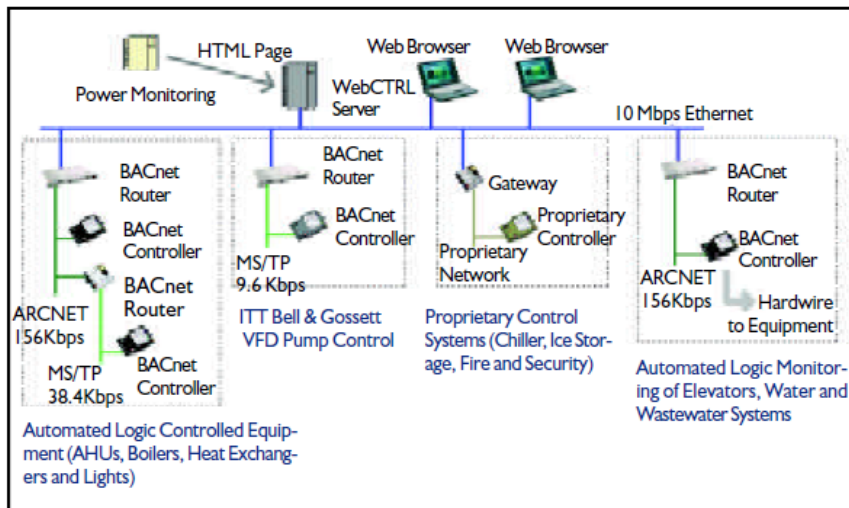 HTML Page
Power Monitoring
WebCTRL
Server
Web Browser
Web Browser
10 Mbps Ethernet
BACnet
Router
BACnet
Controller
BACnet
Router
ARCNET
156Kbps
MS/TP
38.4Kbps
BACnet
Controller
Automated Logic Controlled Equip-
ment (AHUs, Boilers, Heat Exchang-
ers and Lights)
BACnet
Router
BACnet
Controller
MS/TP
9.6 Kbps
ITT Bell & Gossett
VFD Pump Control
Gateway
Proprietary
Controller
Proprietary
Network
Proprietary Control
Systems (Chiller, Ice Stor-
age, Fire and Security)
BACnet
Router
BACnet
Controller
ARCNET
156Kbps
Hardwire
to Equipment
Automated Logic Monitor-
ing of Elevators, Water and
Wastewater Systems